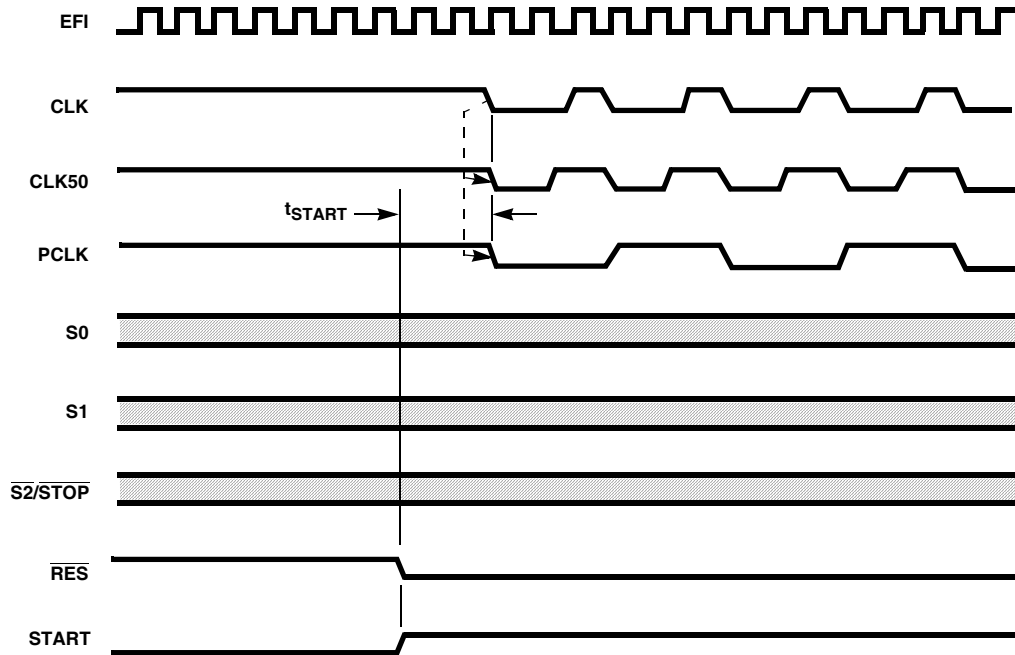 EFI
CLK
CLK50
tSTART
PCLK
S0
S1
S2/STOP
RES
START